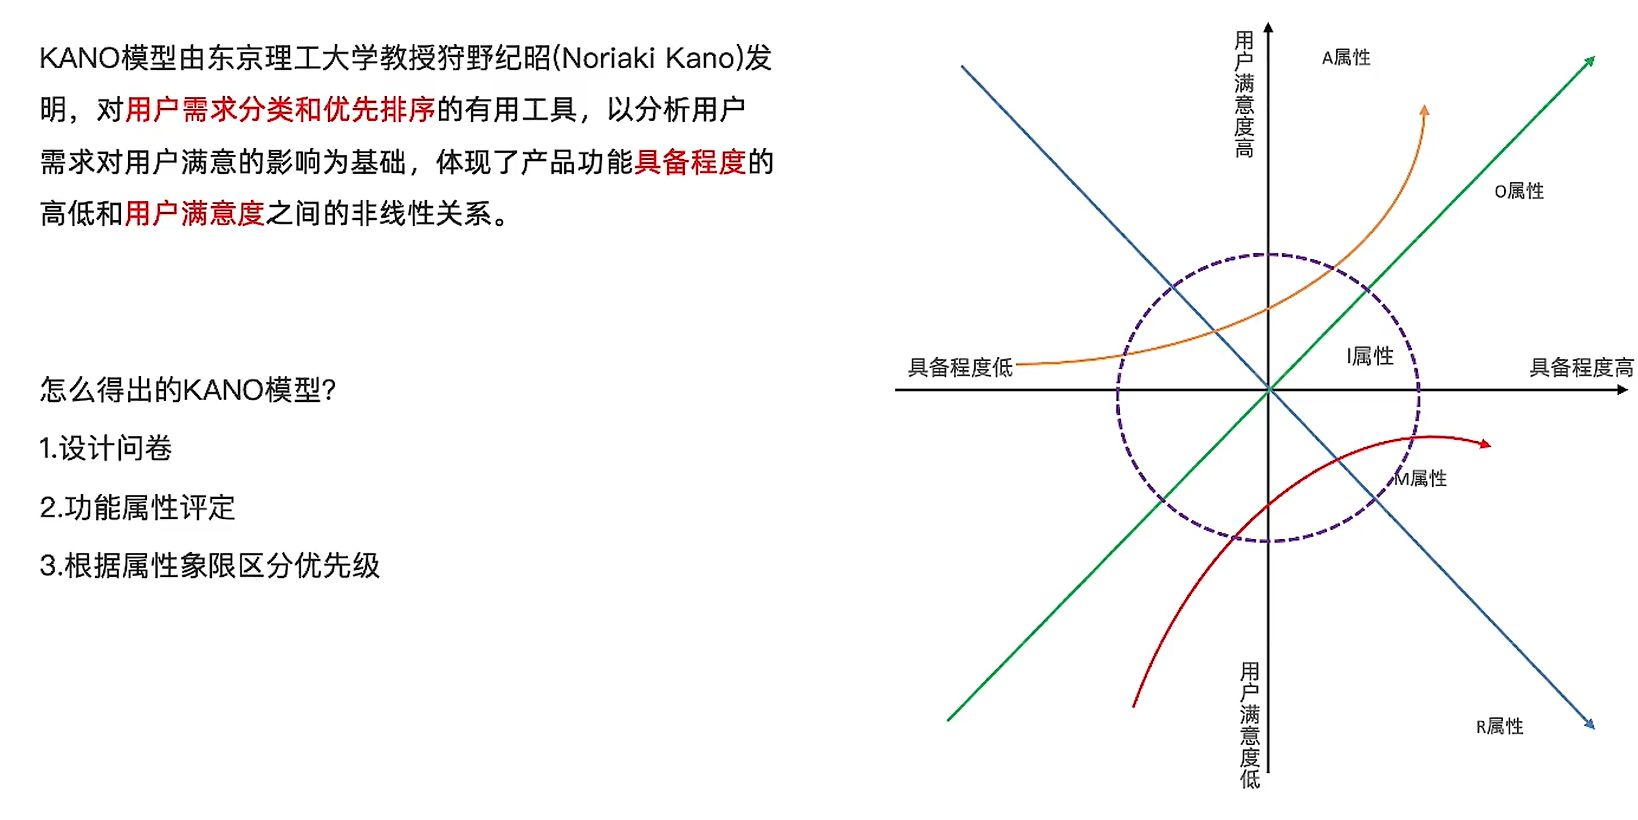 KANO模型由东京理工大学教授狩野纪昭(Noriaki Kano)发
明，对用户需求分类和优先排序的有用工具，以分析用户
需求对用户满意的影响为基础，体现了产品功能具备程度的
高低和用户满意度之间的非线性关系。
怎么得出的KANO模型?
1.设计问卷
2.功能属性评定
3.根据属性象限区分优先级
用户满意度高
A属性
O属性
I属性
具备程度低
具备程度高
M属性
用户满意度低
R属性